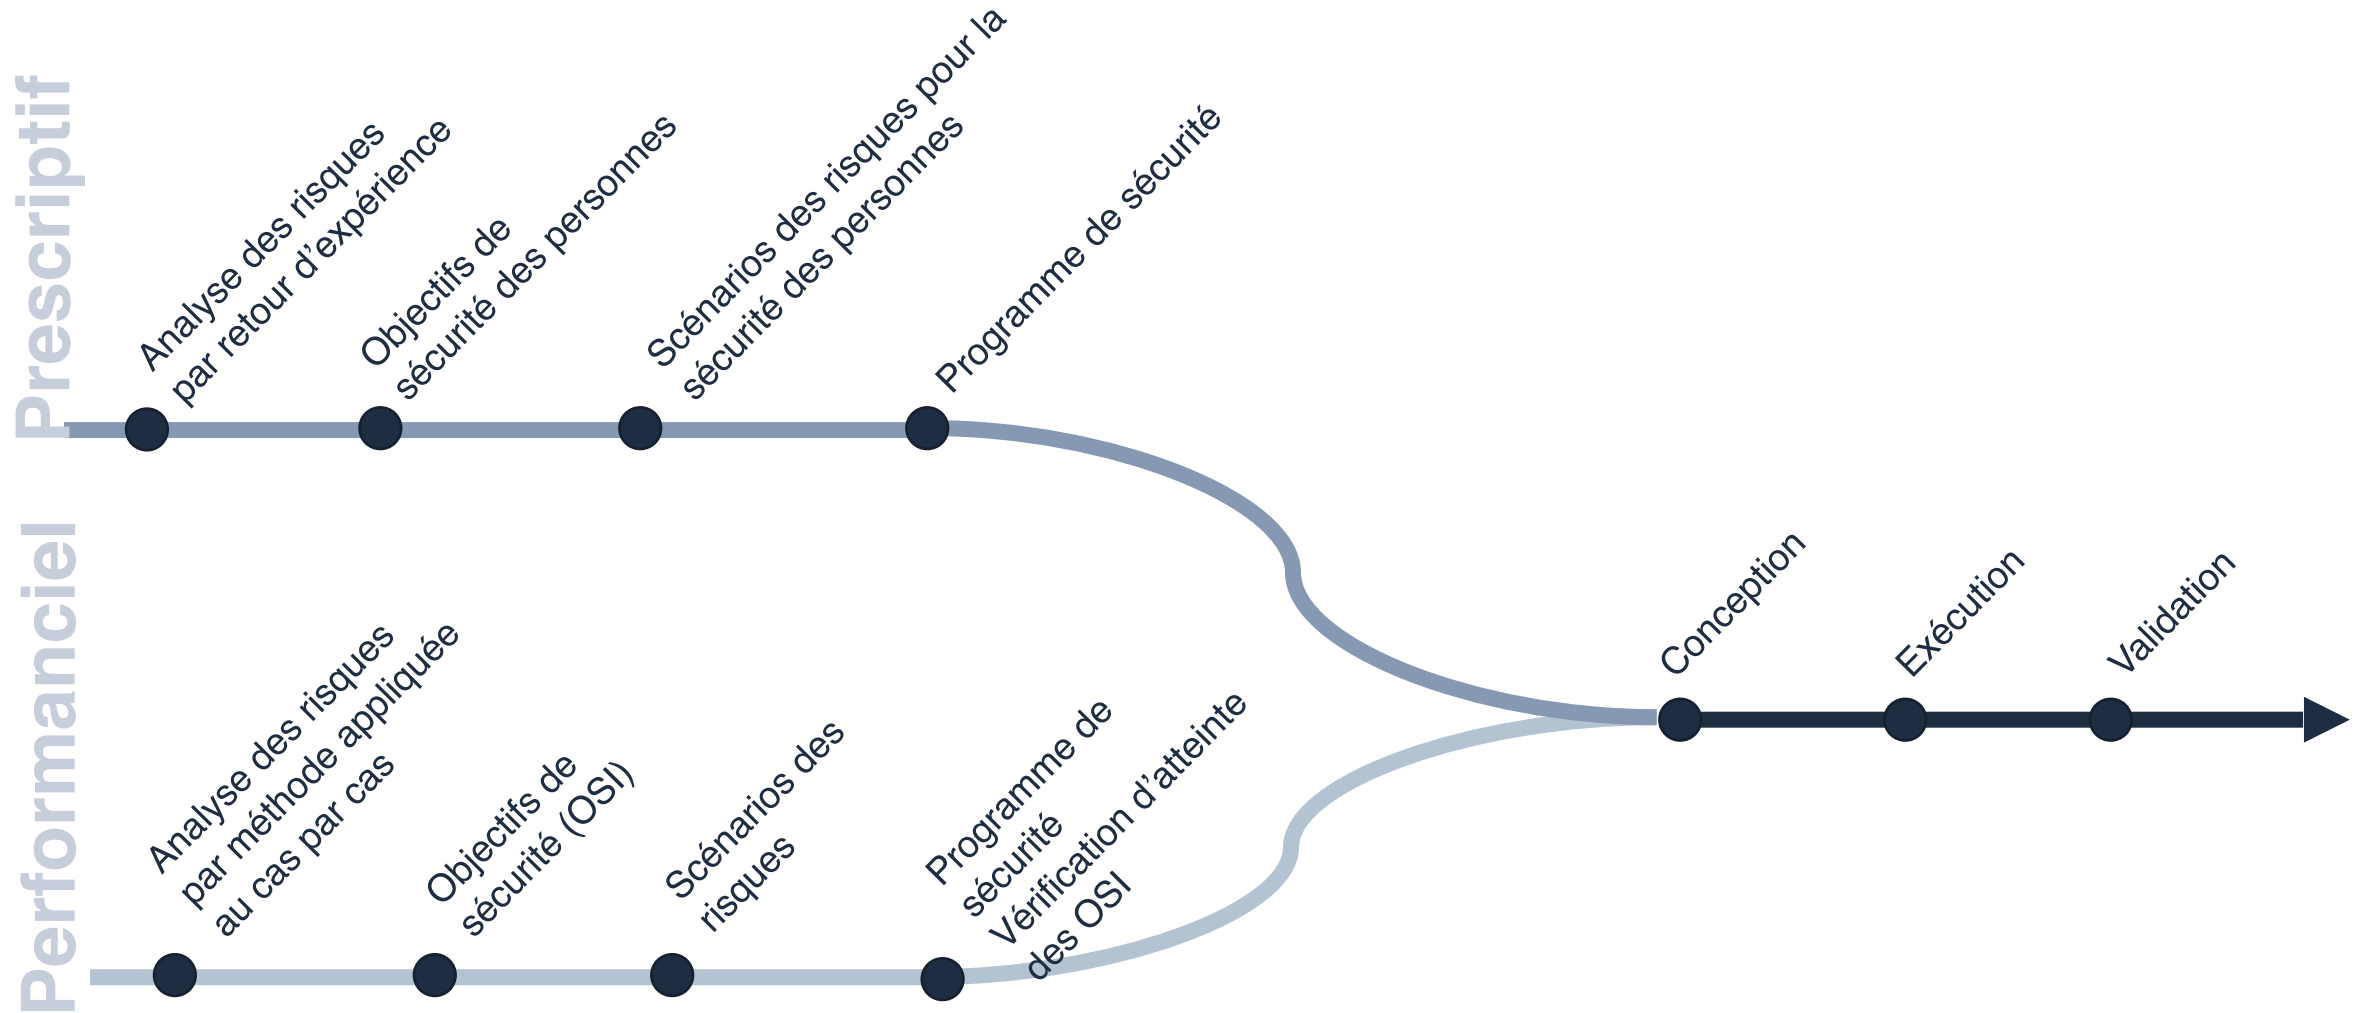 Prescriptif
Analyse des risques
par retour d’expérience
Objectifs de
sécurité des personnes
Scénarios des risques pour la
sécurité des personnes
Programme de sécurité
Performanciel
Analyse des risques
par méthode appliquée
au cas par cas
Objectifs de
sécurité (OSI)
Scénarios des
risques
Programme de
sécurité
Vérification d’atteinte
des OSI
Conception
Exécution
Validation